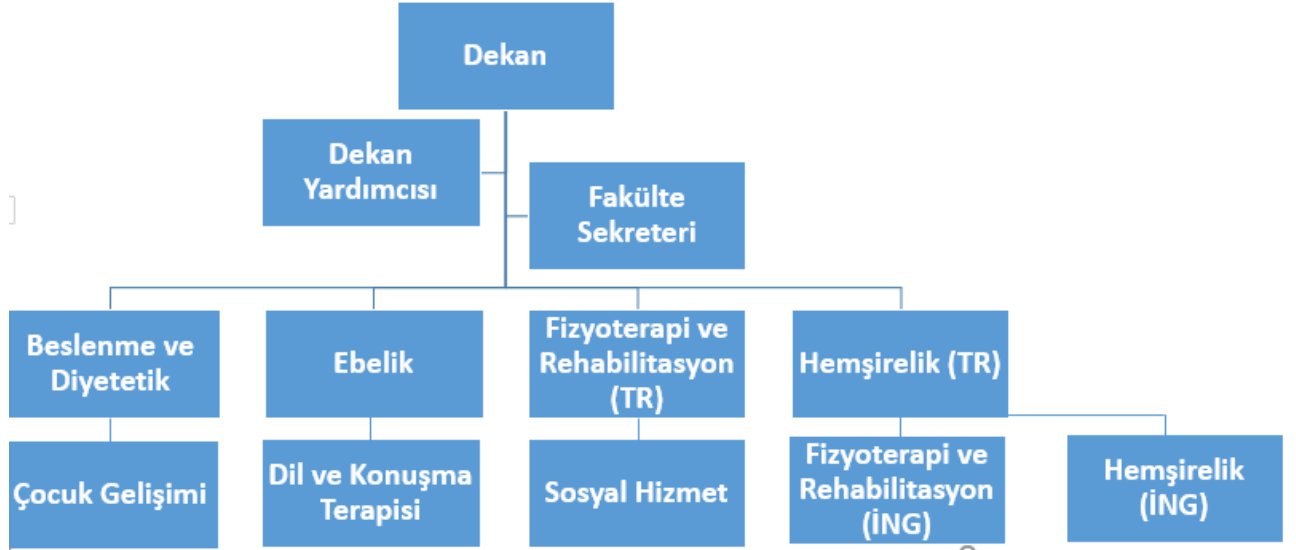 Dekan
Dekan
Yardımcısı
Fakülte
Sekreteri
Beslenme ve
Diyetetik
Ebelik
Fizyoterapi ve
Rehabilitasyon
(TR)
Hemşirelik (TR)
Çocuk Gelişimi
Dil ve Konuşma
Terapisi
Sosyal Hizmet
Fizyoterapi ve
Rehabilitasyon
(İNG)
Hemşirelik
(İNG)